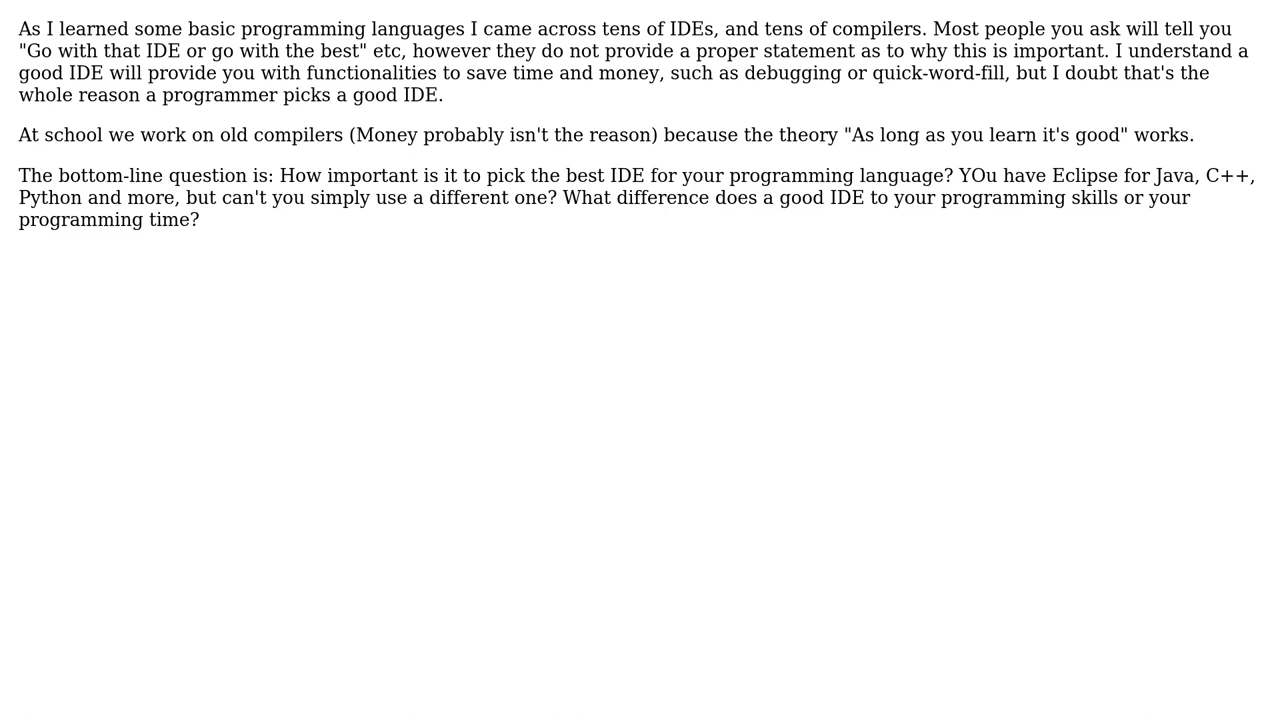 As I learned some basic programming languages I came across tens of IDEs, and tens of compilers. Most people you ask will tell you
"Go with that IDE or go with the best" etc, however they do not provide a proper statement as to why this is important. I understand a
good IDE will provide you with functionalities to save time and money, such as debugging or quick-word-fill, but I doubt that's the
whole reason a programmer picks a good IDE.
At school we work on old compilers (Money probably isn't the reason) because the theory "As long as you learn it's good" works.
The bottom-line question is: How important is it to pick the best IDE for your programming language? YOu have Eclipse for Java, C++,
Python and more, but can't you simply use a different one? What difference does a good IDE to your programming skills or your
programming time?